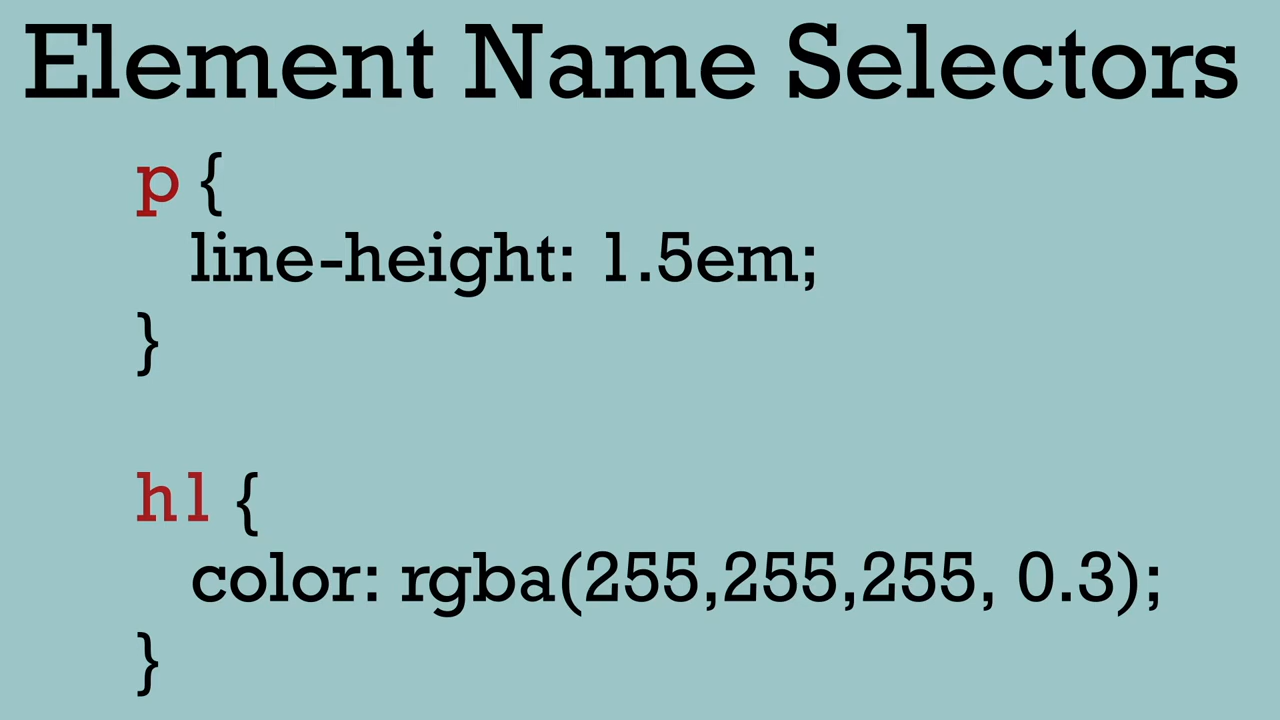 Element Name Selectors
p {
line-height: 1.5em;
}
h1 {
color: rgba(255,255,255, 0.3);
}